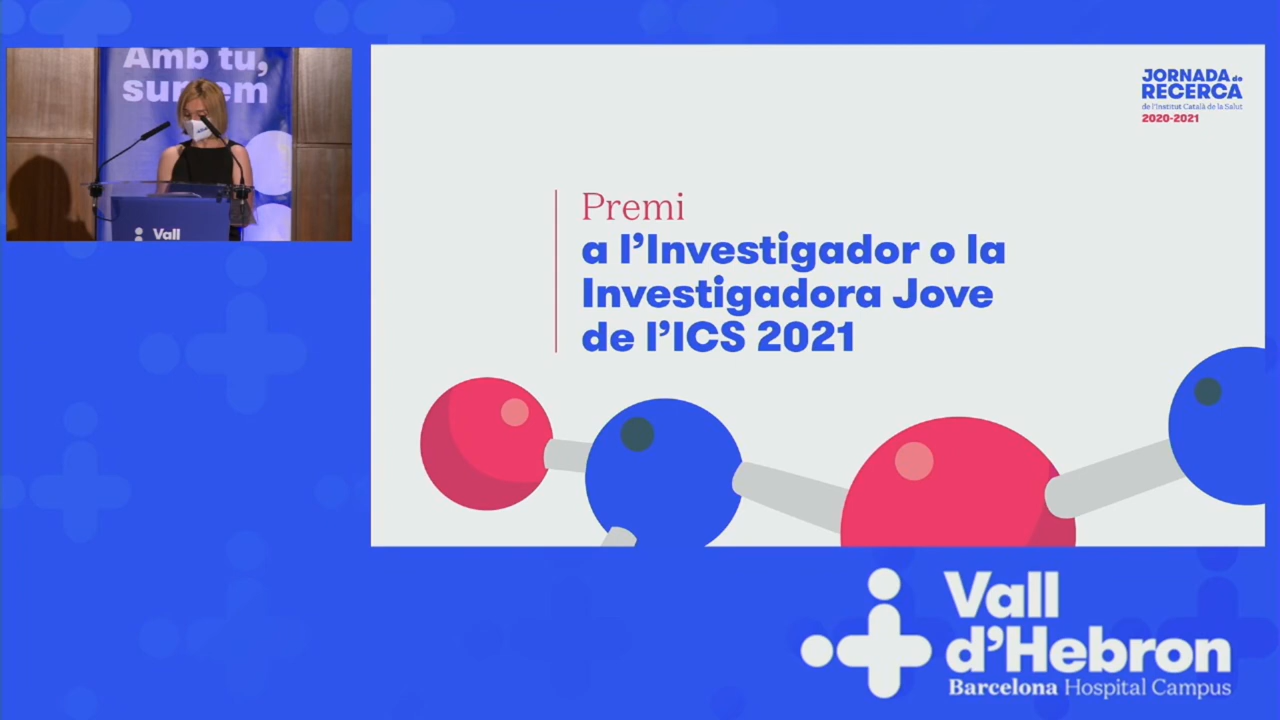 Amb tu,
Vall
JORNADA de
RECERCA
de l'Institut Català de la Salut
2020-2021
Premi
a l’Investigador o la
Investigadora Jove
de l’ICS 2021
Vall
d’Hebron
Barcelona Hospital Campus